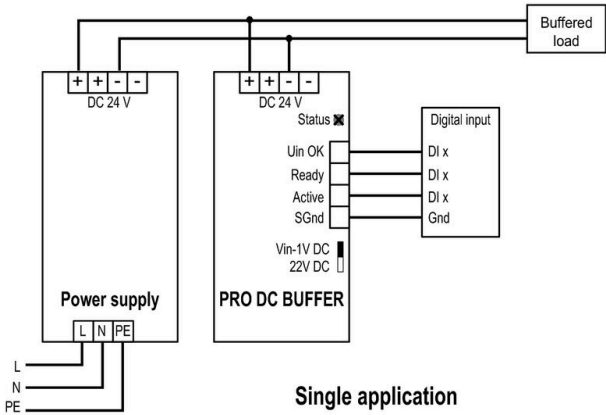 Buffered
load
+ + - -
DC 24 V
+ + - -
DC 24 V
Status
Digital input
Uin OK
DI x
Ready
DI x
Active
DI x
SGnd
Gnd
Vin-1V DC
22V DC
Power supply
PRO DC BUFFER
L N PE
L
N
PE
Single application